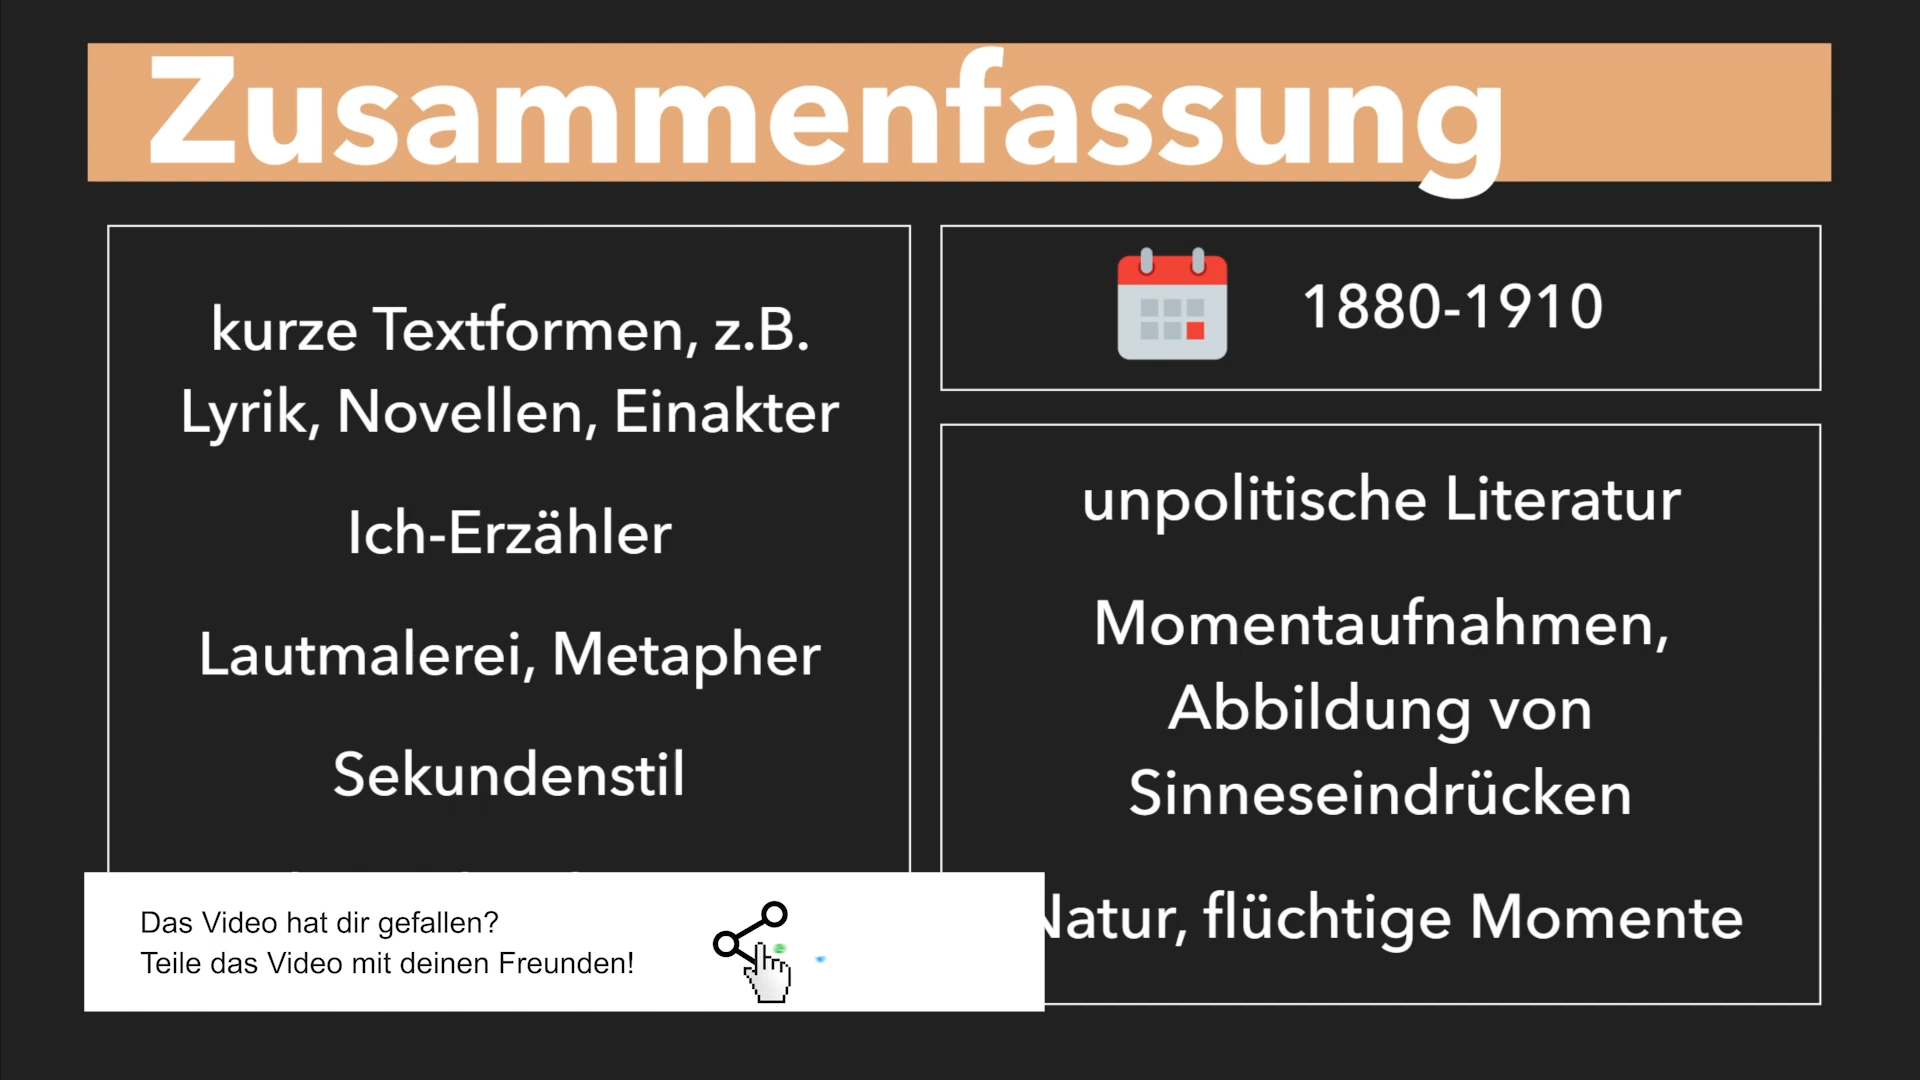 Zusammenfassung
kurze Textformen, z.B.
Lyrik, Novellen, Einakter
Ich-Erzähler
Lautmalerei, Metapher
Sekundenstil
1880-1910
unpolitische Literatur
Momentaufnahmen,
Abbildung von
Sinneseindrücken
Natur, flüchtige Momente
Das Video hat dir gefallen?
Teile das Video mit deinen Freunden!